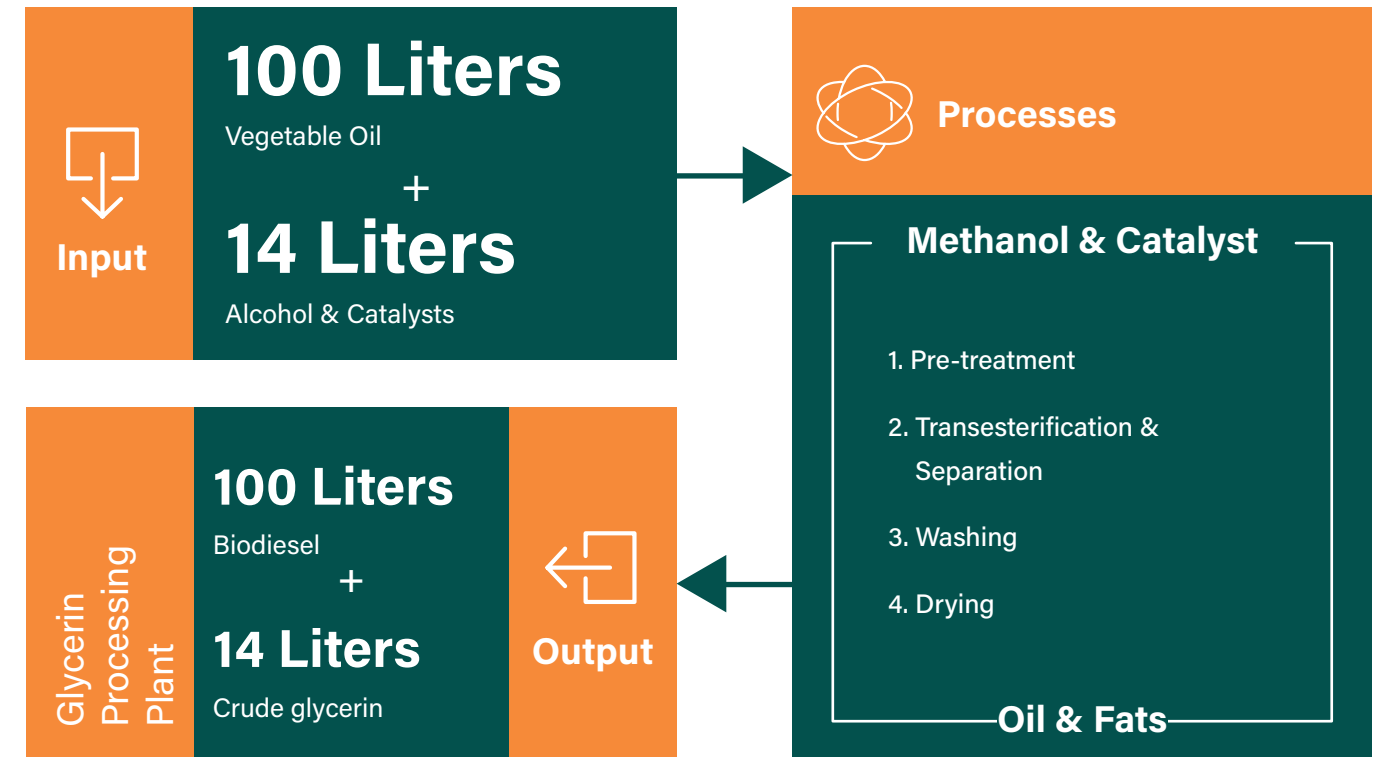 Input
100 Liters
Vegetable Oil
+
14 Liters
Alcohol & Catalysts
Processes
Methanol & Catalyst
1. Pre-treatment
2. Transesterification &
Separation
3. Washing
4. Drying
Oil & Fats
Output
100 Liters
Biodiesel
+
14 Liters
Crude glycerin
Glycerin
Processing
Plant